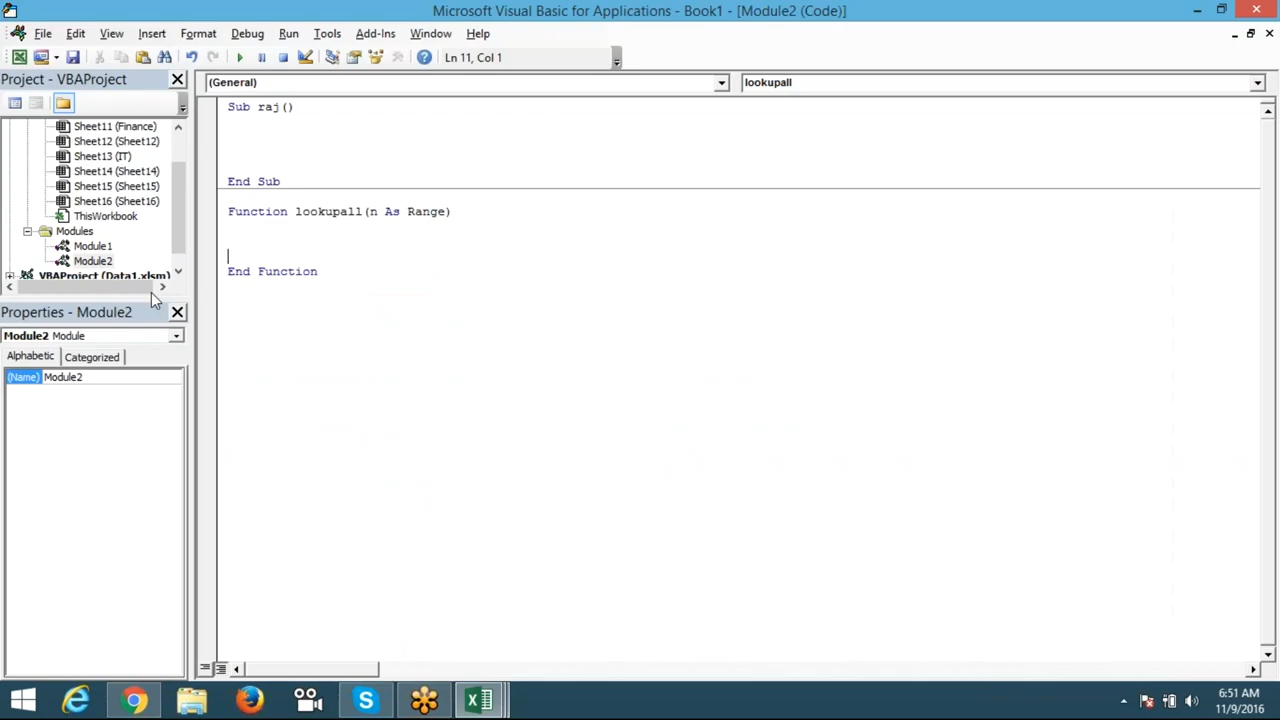 Microsoft Visual Basic for Applications - Book1 - [Module2 (Code)]
File Edit View Insert Format Debug Run Tools Add-Ins Window Help
Ln 11, Col 1
Project - VBAProject
(General)
lookupall
Sheet11 (Finance)
Sheet12 (Sheet12)
Sheet13 (IT)
Sheet14 (Sheet14)
Sheet15 (Sheet15)
Sheet16 (Sheet16)
ThisWorkbook
Modules
Module1
Module2
VBAProject (Data1.xlsm)
Sub raj()
End Sub
Function lookupall(n As Range)
End Function
Properties - Module2
Module2 Module
Alphabetic Categorized
(Name) Module2
6:51 AM
11/9/2016